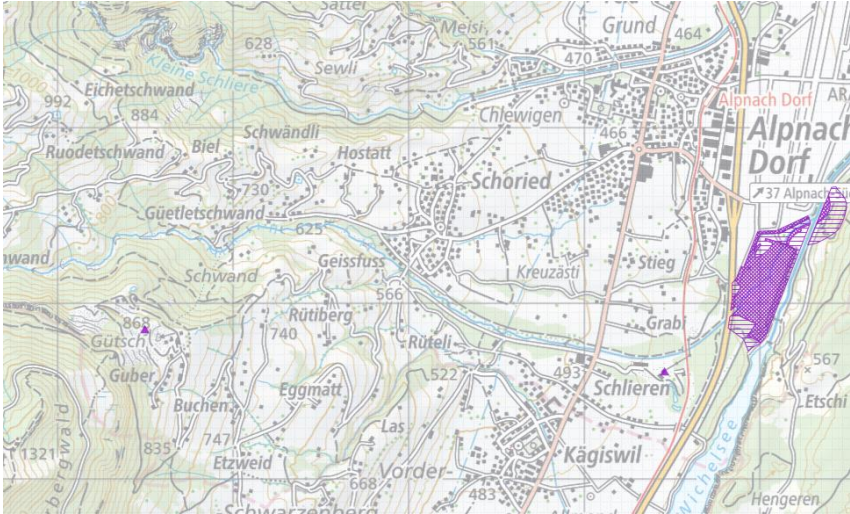 Sattel
Meisi
561
Grund
464
628
Sewli
470
Kleine Schliere
1000
992
Eichetschwand
884
Chlewigen
466
Alpnach Dorf
Alpnach
Dorf
Schwändli
Ruodetschwand
Biel
Hostatt
730
Schoried
37 Alpnach
Güetletschwand
625
Schwand
Geissfuss
Kreuzästi
Stieg
566
868
Gütsch
Rütiberg
740
Rüteli
Grabi
Guber
522
493
Schlieren
567
Buchen
Eggmatt
Etschi
1321
835
747
Las
Etzweid
Vorder-
Kägiswil
Wichelsee
668
483
Schwarzenberg
Hengeren